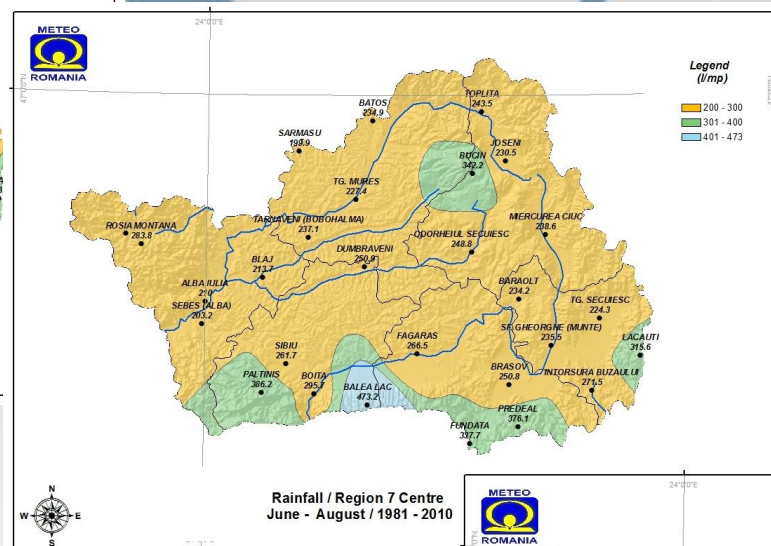 24°0'0"E
METEO
ROMANIA
47°0'0"N
Legend
(l/mp)
200 - 300
301 - 400
401 - 473
TOPLITA
243.5
BATOS
234.9
SARMASU
199.9
JOSENI
230.5
BUCIN
342.2
TG. MURES
227.4
ROSIA MONTANA
283.8
TARNAVENI (BOBOHALMA)
237.1
MIERCUREA CIUC
238.6
ODORHEIUL SECUIESC
248.8
DUMBRAVENI
250.9
BLAJ
213.7
ALBA IULIA
BARAOLT
234.2
SEBES (ALBA)
203.2
TG. SECUIESC
224.3
SF. GHEORGHE (MUNTE)
235.5
FAGARAS
266.5
LACAUTI
315.6
SIBIU
261.7
PALTINIS
386.2
BOITA
295.7
BALEA LAC
473.2
BRASOV
250.8
INTORSURA BUZAULUI
271.5
PREDEAL
376.1
FUNDATA
337.7
N
W
E
S
Rainfall / Region 7 Centre
June - August / 1981 - 2010
24°0'0"E
METEO
ROMANIA